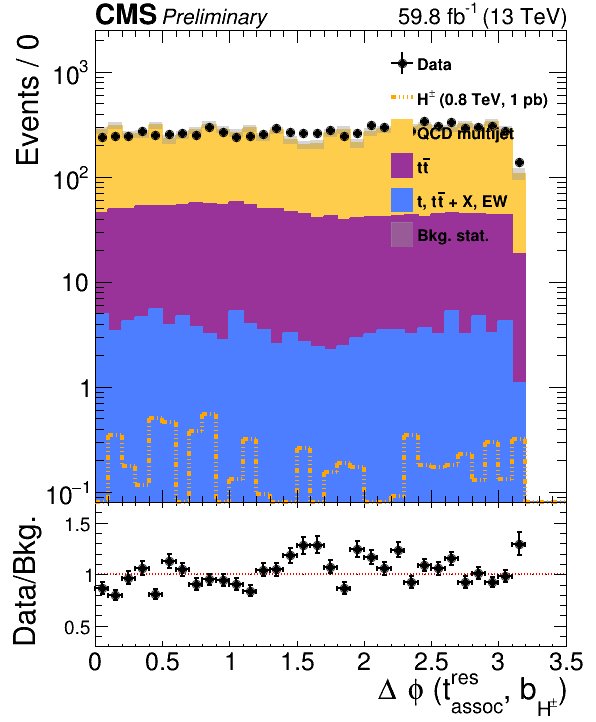 CMS Preliminary 59.8 fb⁻¹ (13 TeV)
Events / 0
10³
10²
10
1
10⁻¹
Data
H± (0.8 TeV, 1 pb)
QCD multijet
tt̄
t, tt̄ + X, EW
Bkg. stat.
Data/Bkg.
1.5
1
0.5
0 0.5 1 1.5 2 2.5 3 3.5
Δ ϕ (t^res_assoc, b_H±)